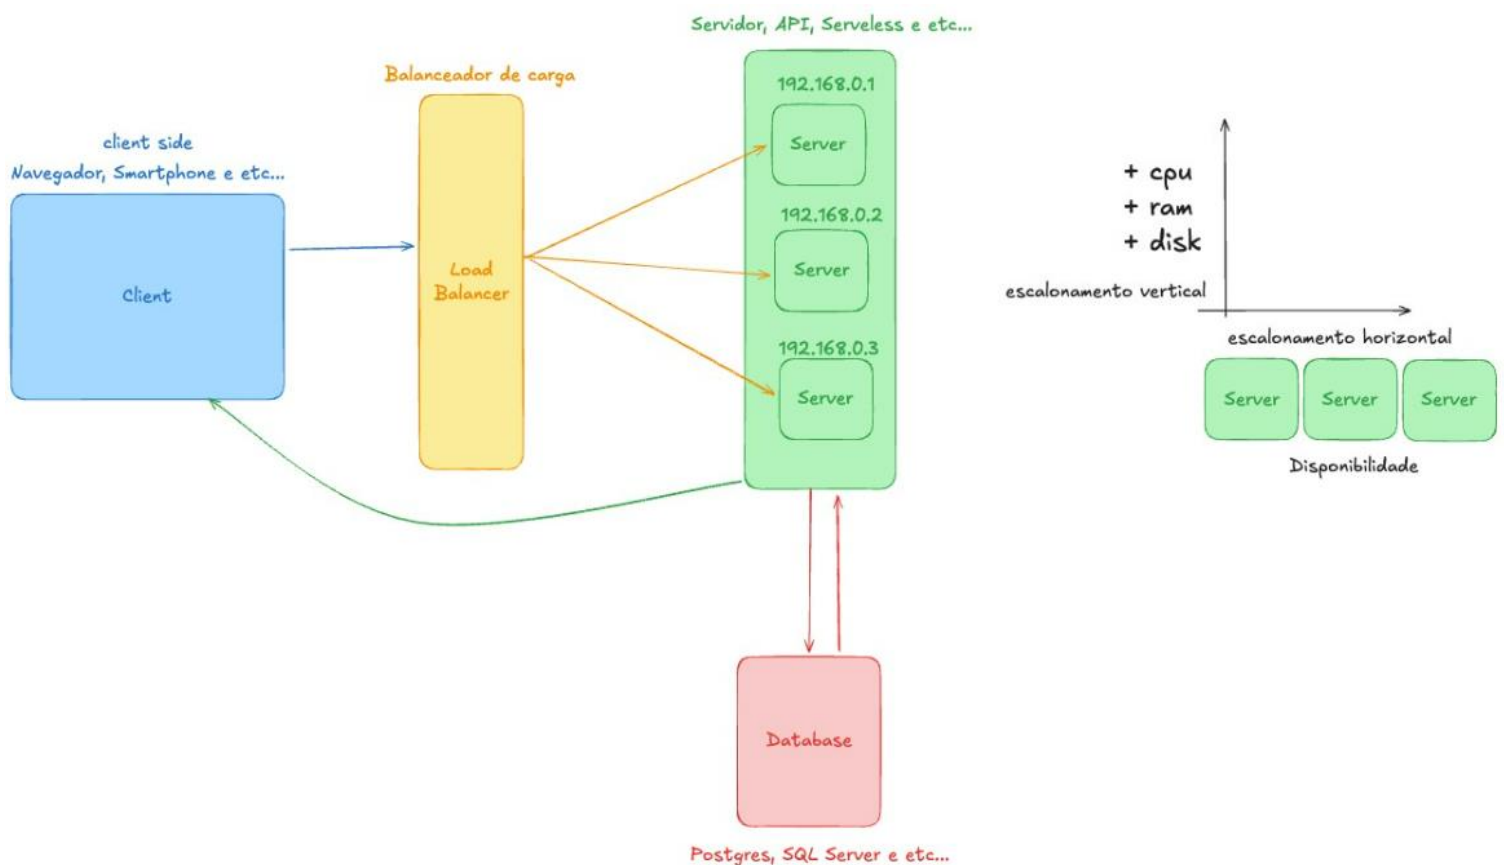 Servidor, API, Serveless e etc...
Balanceador de carga
client side
Navegador, Smartphone e etc...
Client
Load
Balancer
192.168.0.1
Server
192.168.0.2
Server
192.168.0.3
Server
+ cpu
+ ram
+ disk
escalonamento vertical
escalonamento horizontal
Server
Server
Server
Disponibilidade
Database
Postgres, SQL Server e etc...